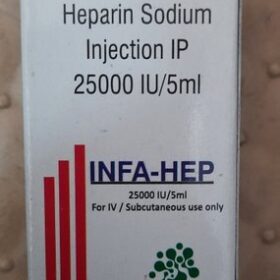 Heparin Sodium
Injection IP
25000 IU/5ml
INFA-HEP
25000 IU/5ml
For IV / Subcutaneous use only